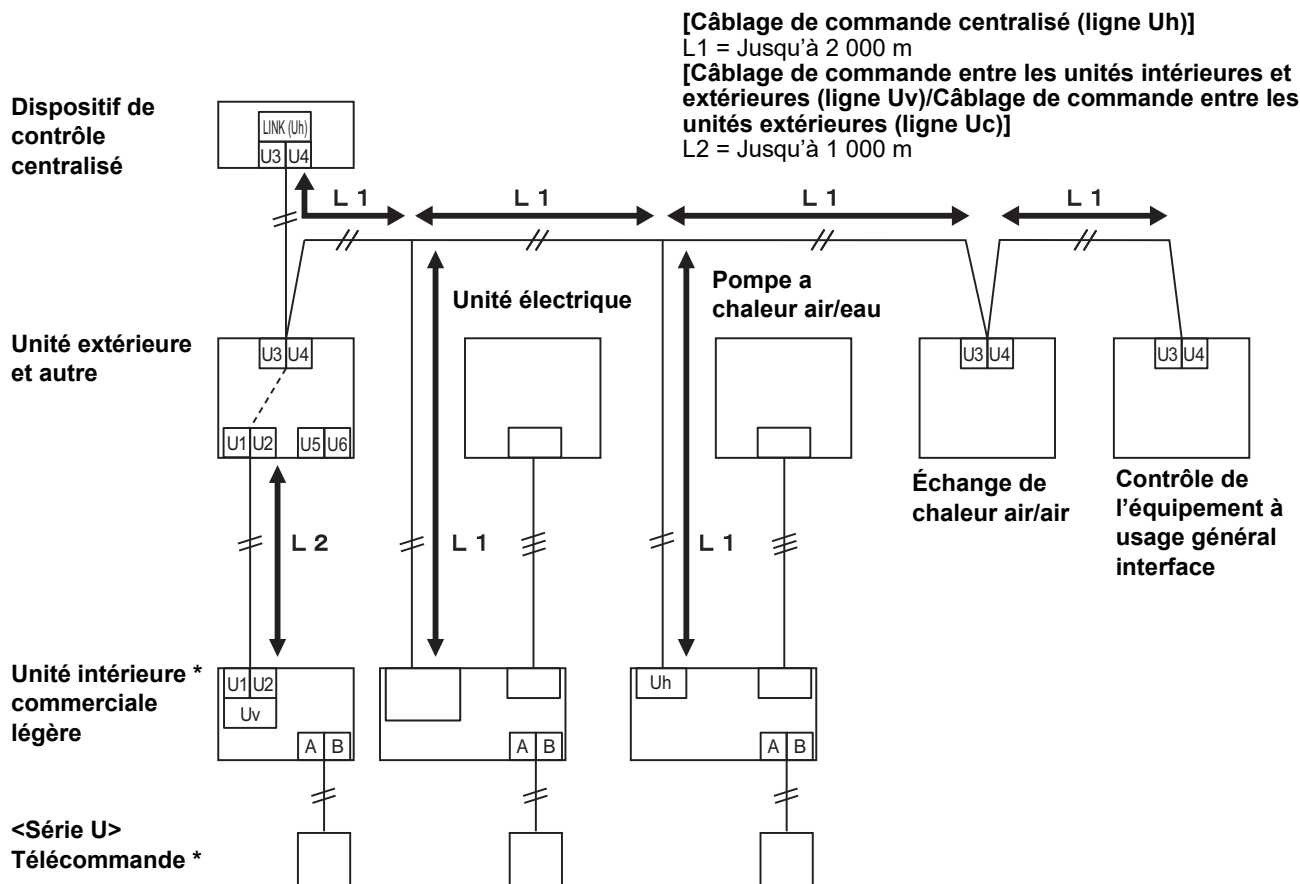 [Câblage de commande centralisé (ligne Uh)]
L1 = Jusqu'à 2 000 m
[Câblage de commande entre les unités intérieures et
extérieures (ligne Uv)/Câblage de commande entre les
unités extérieures (ligne Uc)]
L2 = Jusqu'à 1 000 m
Dispositif de
contrôle
centralisé
LINK (Uh)
U3 U4
L 1
L 1
L 1
L 1
Unité électrique
Pompe a
chaleur air/eau
Unité extérieure
et autre
U3 U4
U1 U2
U5 U6
U3 U4
U3 U4
Échange de
chaleur air/air
Contrôle de
l'équipement à
usage général
interface
L 2
L 1
L 1
Unité intérieure *
commerciale
légère
U1 U2
Uv
A B
A B
Uh
A B
<Série U>
Télécommande *